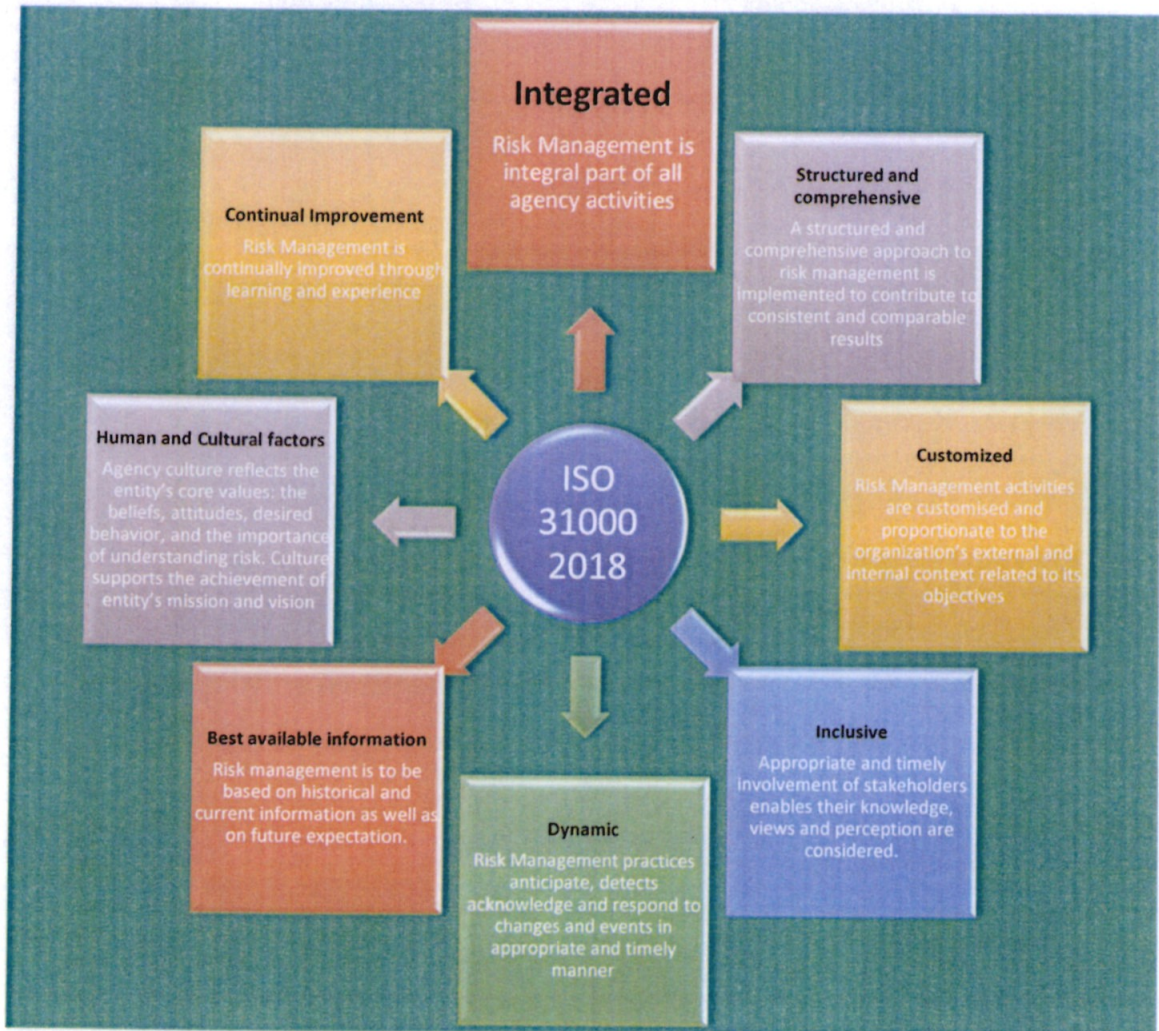 Integrated
Risk Management is
integral part of all
agency activities
Structured and
comprehensive
A structured and
comprehensive approach to
risk management is
implemented to contribute to
consistent and comparable
results
Customized
Risk Management activities
are customised and
proportionate to the
organization's external and
internal context related to its
objectives
Inclusive
Appropriate and timely
involvement of stakeholders
enables their knowledge,
views and perception are
considered.
Dynamic
Risk Management practices
anticipate, detects
acknowledge and respond to
changes and events in
appropriate and timely
manner
Best available information
Risk management is to be
based on historical and
current information as well as
on future expectation.
Human and Cultural factors
Agency culture reflects the
entity's core values: the
beliefs, attitudes, desired
behavior, and the importance
of understanding risk. Culture
supports the achievement of
entity's mission and vision
Continual Improvement
Risk Management is
continually improved through
learning and experience
ISO
31000
2018